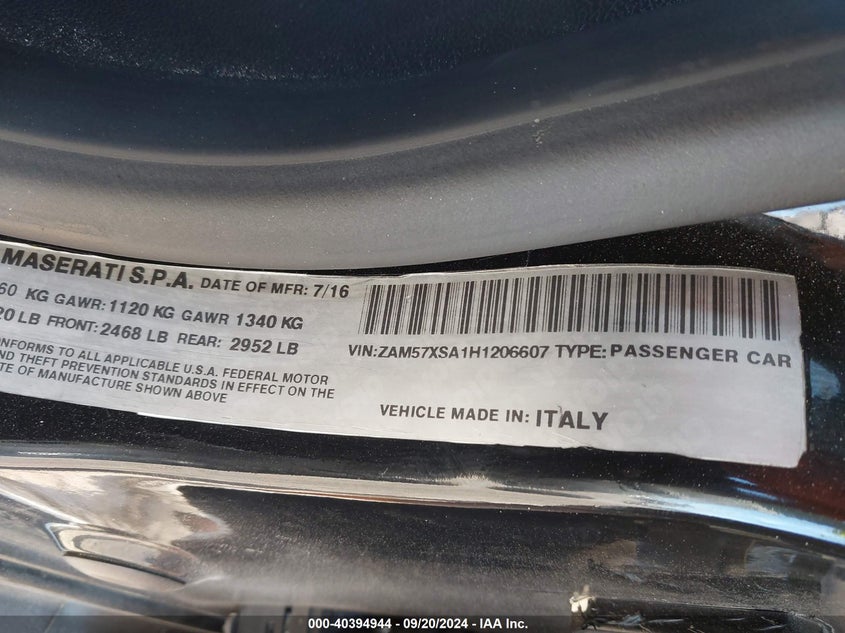 MASERATI S.P.A. DATE OF MFR: 7/16
60 KG GAWR: 1120 KG GAWR 1340 KG
20 LB FRONT: 2468 LB REAR: 2952 LB
ONFORMS TO ALL APPLICABLE U.S.A. FEDERAL MOTOR
ND THEFT PREVENTION STANDARDS IN EFFECT ON THE
TE OF MANUFACTURE SHOWN ABOVE
VIN:ZAM57XSA1H1206607 TYPE: PASSENGER CAR
VEHICLE MADE IN: ITALY
000-40394944 - 09/20/2024 - IAA Inc.